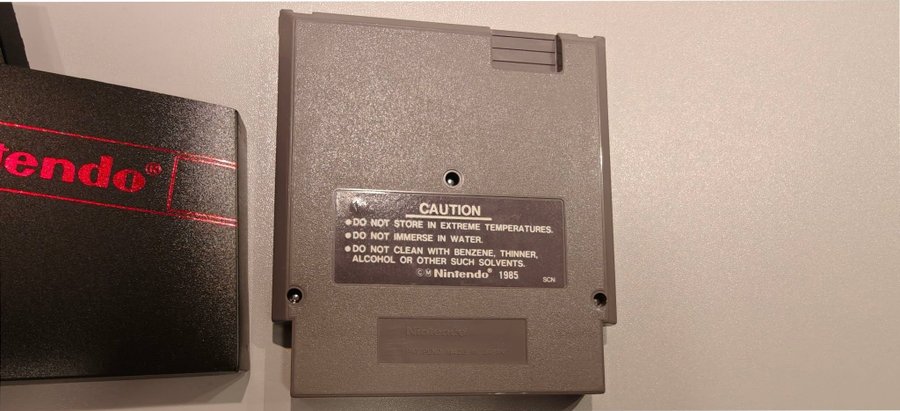 ntendo®
CAUTION
•DO NOT STORE IN EXTREME TEMPERATURES.
•DO NOT IMMERSE IN WATER.
•DO NOT CLEAN WITH BENZENE, THINNER,
ALCOHOL OR OTHER SUCH SOLVENTS.
©M Nintendo® 1985
SCN
Nintendo